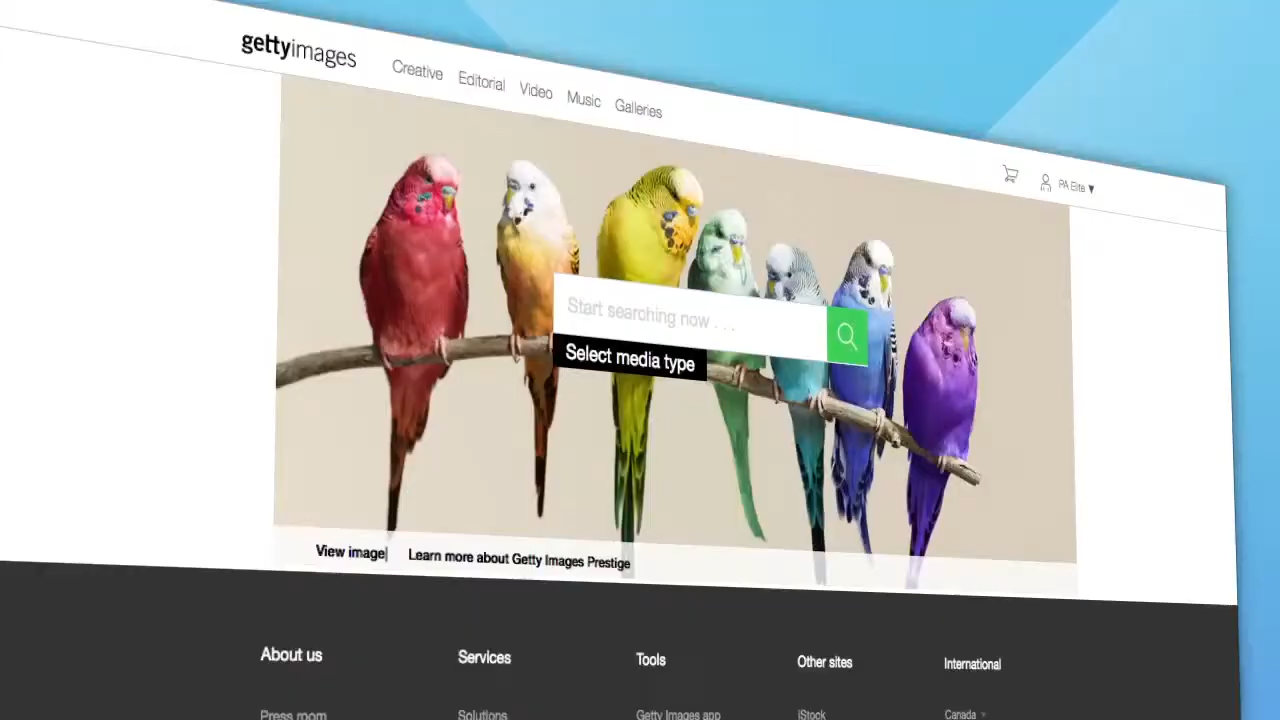 gettyimages
Creative Editorial Video Music Galleries
PA Elite ▼
Start searching now . . .
Select media type
View image| Learn more about Getty Images Prestige
About us Services Tools Other sites International
Press room Solutions Getty Images app iStock Canada